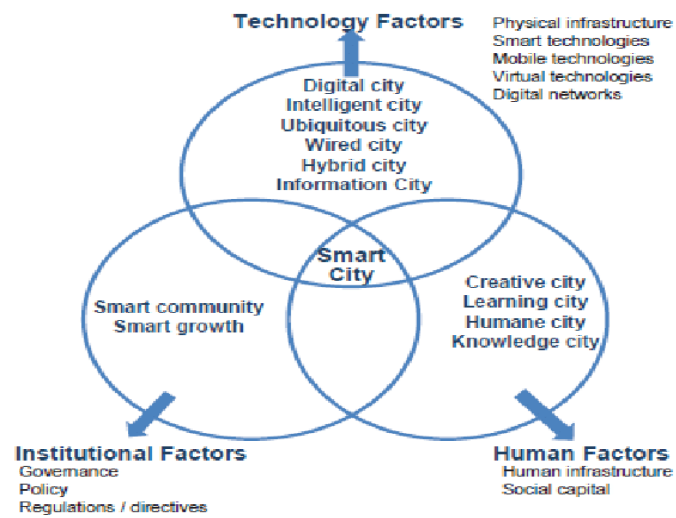 Technology Factors
Physical infrastructure
Smart technologies
Mobile technologies
Virtual technologies
Digital networks
Digital city
Intelligent city
Ubiquitous city
Wired city
Hybrid city
Information City
Smart
City
Smart community
Smart growth
Creative city
Learning city
Humane city
Knowledge city
Institutional Factors
Governance
Policy
Regulations / directives
Human Factors
Human infrastructure
Social capital